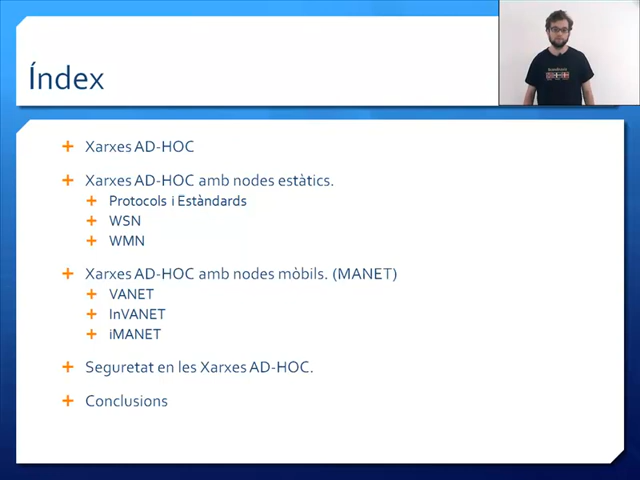 Índex
Xarxes AD-HOC
Xarxes AD-HOC amb nodes estàtics.
Protocols i Estàndards
WSN
WMN
Xarxes AD-HOC amb nodes mòbils. (MANET)
VANET
InVANET
iMANET
Seguretat en les Xarxes AD-HOC.
Conclusions